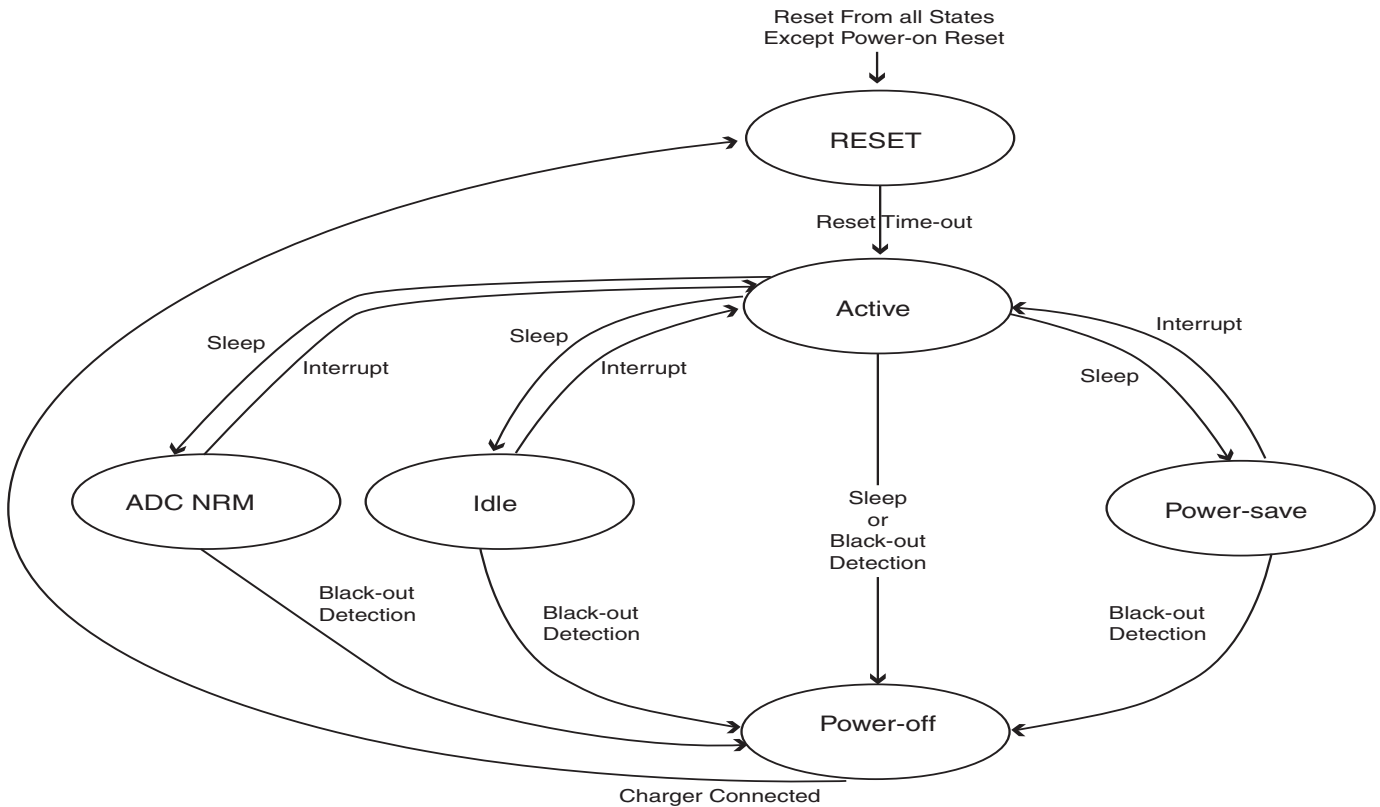 Reset From all States
Except Power-on Reset
RESET
Reset Time-out
Active
Sleep
Interrupt
Sleep
Interrupt
Interrupt
Sleep
ADC NRM
Idle
Sleep
or
Black-out
Detection
Power-save
Black-out
Detection
Black-out
Detection
Black-out
Detection
Power-off
Charger Connected